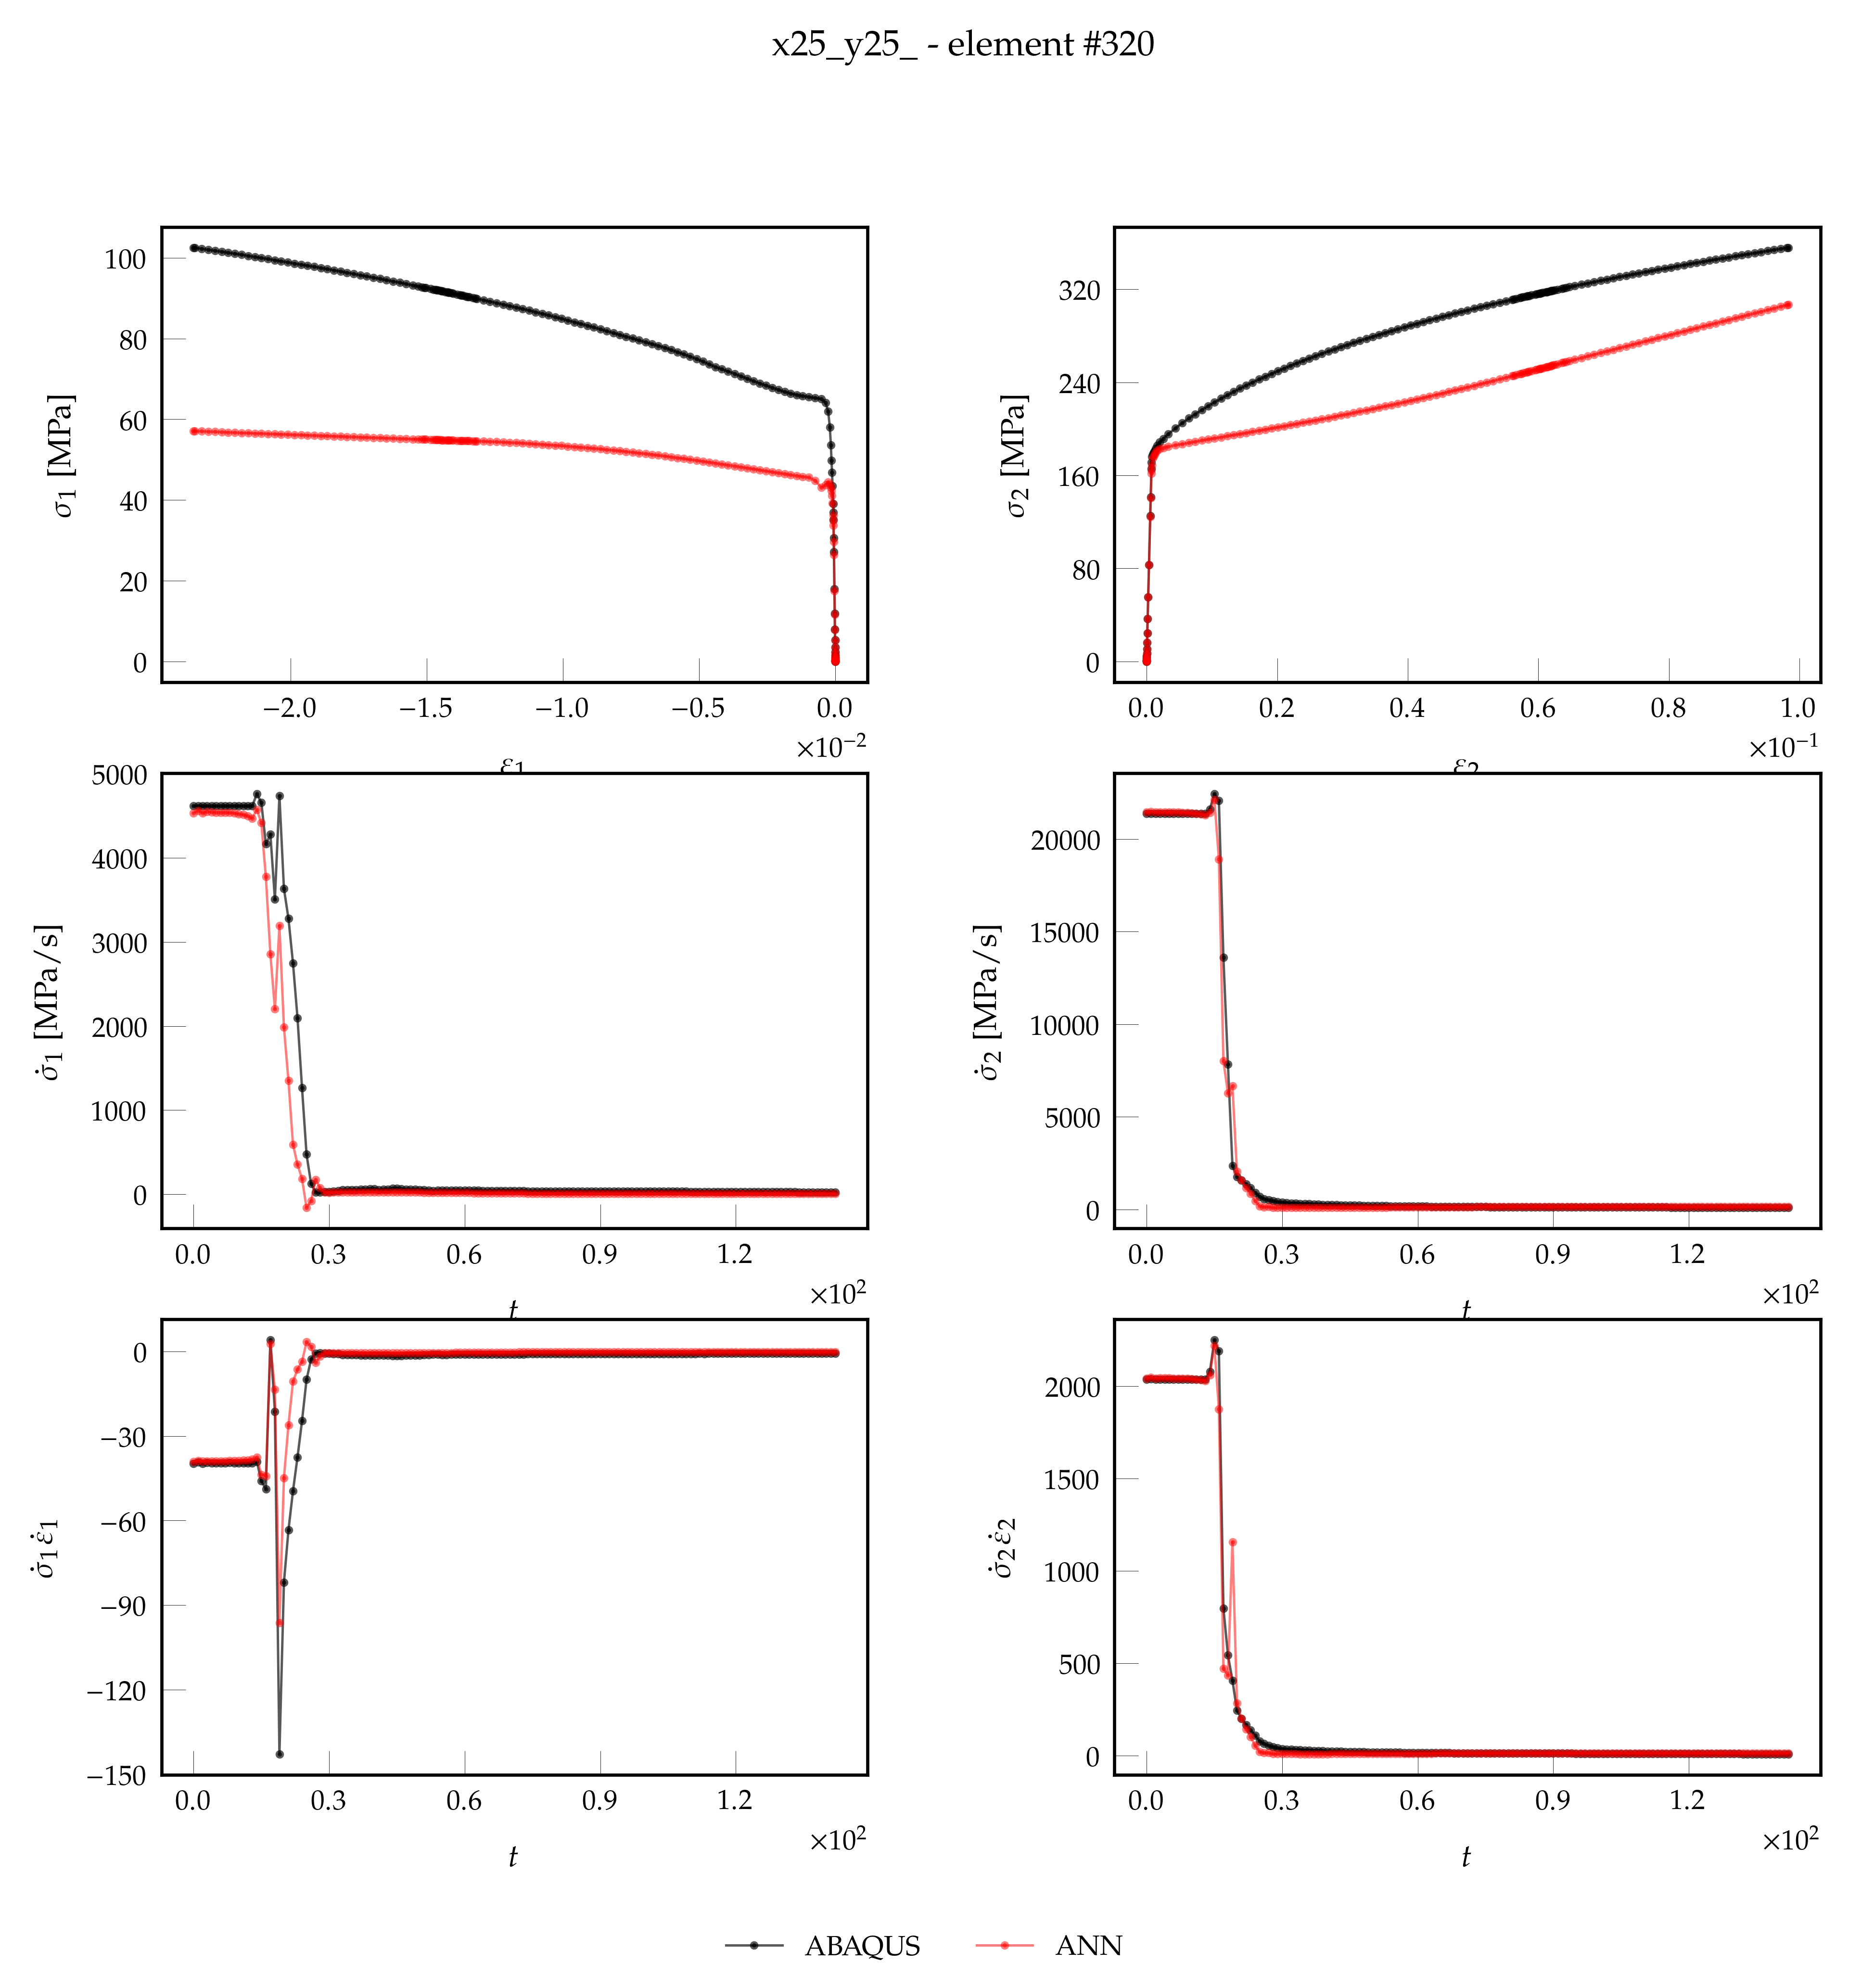 x25_y25_ - element #320
σ₁ [MPa]
100
80
60
40
20
0
−2.0 −1.5 −1.0 −0.5 0.0
×10⁻²
ε₁
σ₂ [MPa]
320
240
160
80
0
0.0 0.2 0.4 0.6 0.8 1.0
×10⁻¹
ε₂
σ̇₁ [MPa/s]
5000
4000
3000
2000
1000
0
0.0 0.3 0.6 0.9 1.2
×10²
t
σ̇₂ [MPa/s]
20000
15000
10000
5000
0
0.0 0.3 0.6 0.9 1.2
×10²
t
σ̇₁ε̇₁
0
−30
−60
−90
−120
−150
0.0 0.3 0.6 0.9 1.2
×10²
t
σ̇₂ε̇₂
2000
1500
1000
500
0
0.0 0.3 0.6 0.9 1.2
×10²
t
ABAQUS ANN